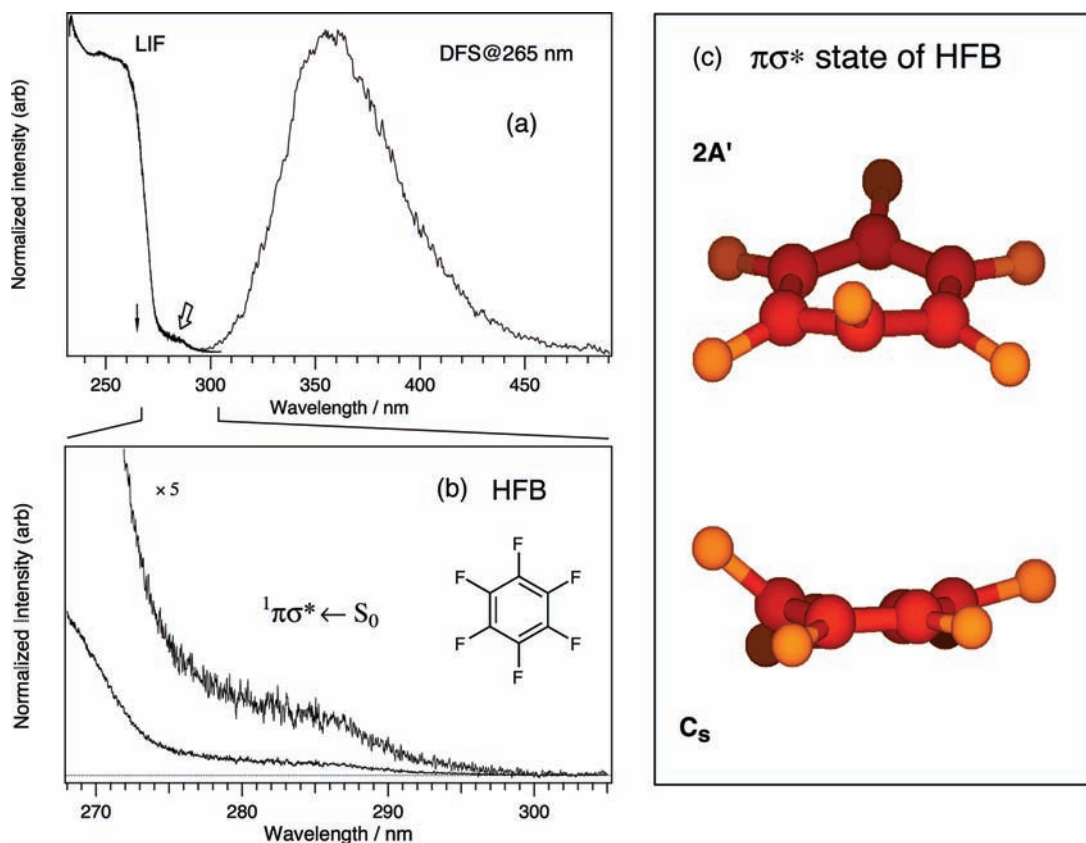 Normalized intensity (arb)
LIF
DFS@265 nm
(a)
250
300
350
400
450
Wavelength / nm
Normalized Intensity (arb)
× 5
(b) HFB
¹πσ* ← S₀
F
F
F
F
F
F
270
280
290
300
Wavelength / nm
(c) πσ* state of HFB
2A'
Cₛ